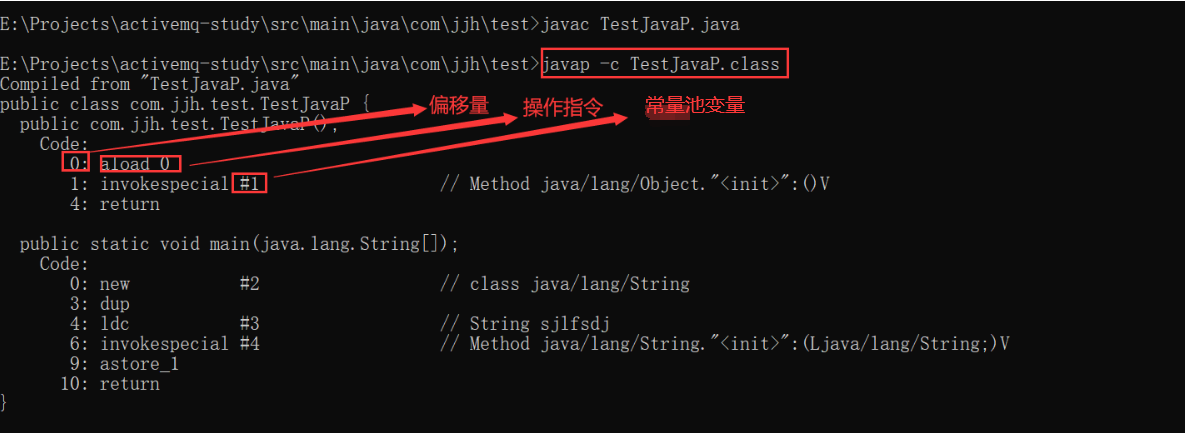 E:\Projects\activemq-study\src\main\java\com\jjh\test>javac TestJavaP.java
E:\Projects\activemq-study\src\main\java\com\jjh\test>javap -c TestJavaP.class
Compiled from "TestJavaP.java"
public class com.jjh.test.TestJavaP {
偏移量 操作指令 常量池变量
public com.jjh.test.TestJavaP();
Code:
0: aload_0
1: invokespecial #1 // Method java/lang/Object."<init>":()V
4: return
public static void main(java.lang.String[]);
Code:
0: new #2 // class java/lang/String
3: dup
4: ldc #3 // String sjlfsdj
6: invokespecial #4 // Method java/lang/String."<init>":(Ljava/lang/String;)V
9: astore_1
10: return
}